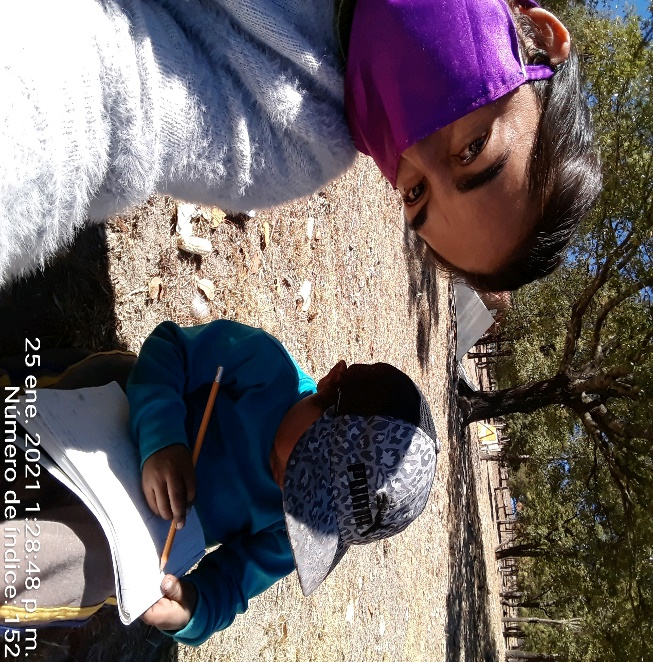 PUMA
25 ene. 2021 1:28:48 p. m.
Número de índice: 152